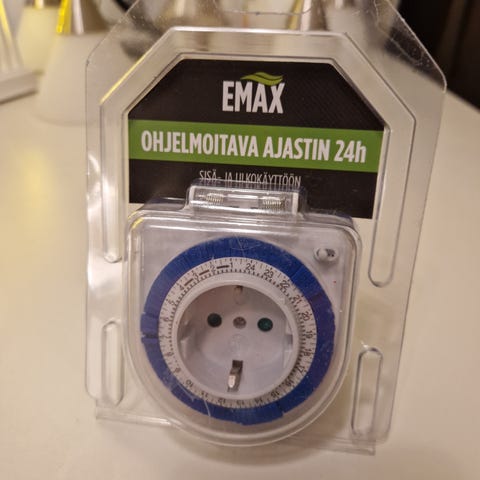 EMAX
OHJELMOITAVA AJASTIN 24h
SISÄ- JA ULKOKÄYTTÖÖN